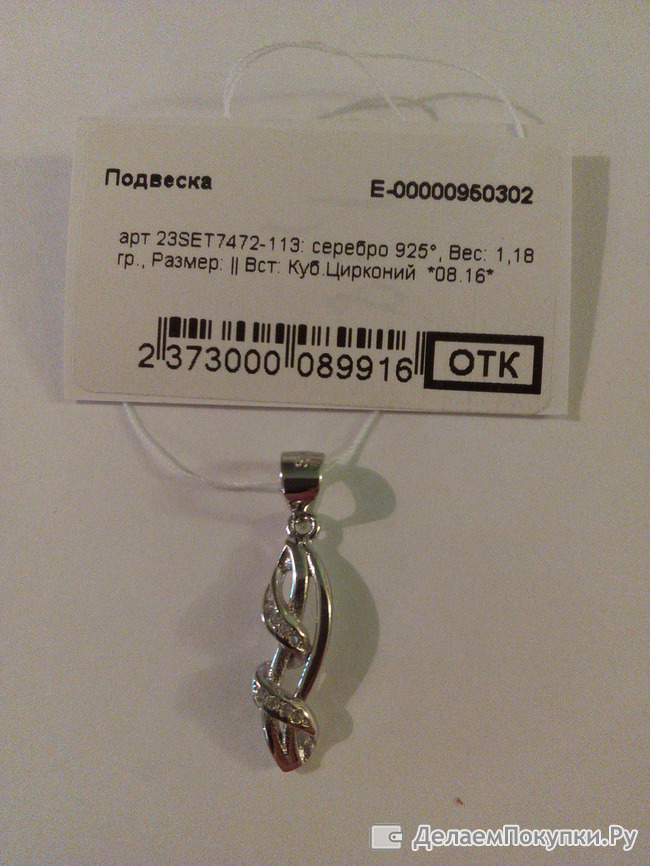 Подвеска
E-00000950302
арт 23SET7472-113: серебро 925°, Вес: 1,18
гр., Размер: || Вст: Куб.Цирконий *08.16*
2 373000 089916
ОТК
ДелаемПокупки.Ру